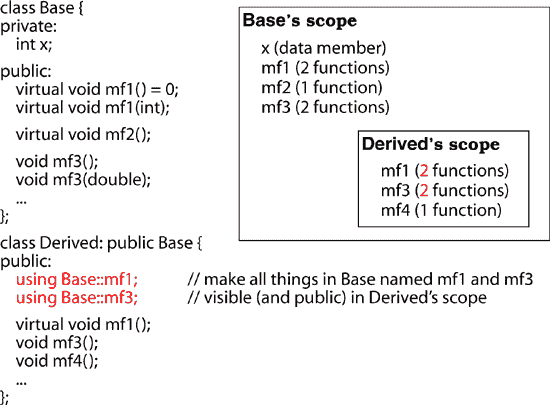 class Base {
private:
int x;
public:
virtual void mf1() = 0;
virtual void mf1(int);
virtual void mf2();
void mf3();
void mf3(double);
...
};
class Derived: public Base {
public:
using Base::mf1; // make all things in Base named mf1 and mf3
using Base::mf3; // visible (and public) in Derived's scope
virtual void mf1();
void mf3();
void mf4();
...
};
Base's scope
x (data member)
mf1 (2 functions)
mf2 (1 function)
mf3 (2 functions)
Derived's scope
mf1 (2 functions)
mf3 (2 functions)
mf4 (1 function)